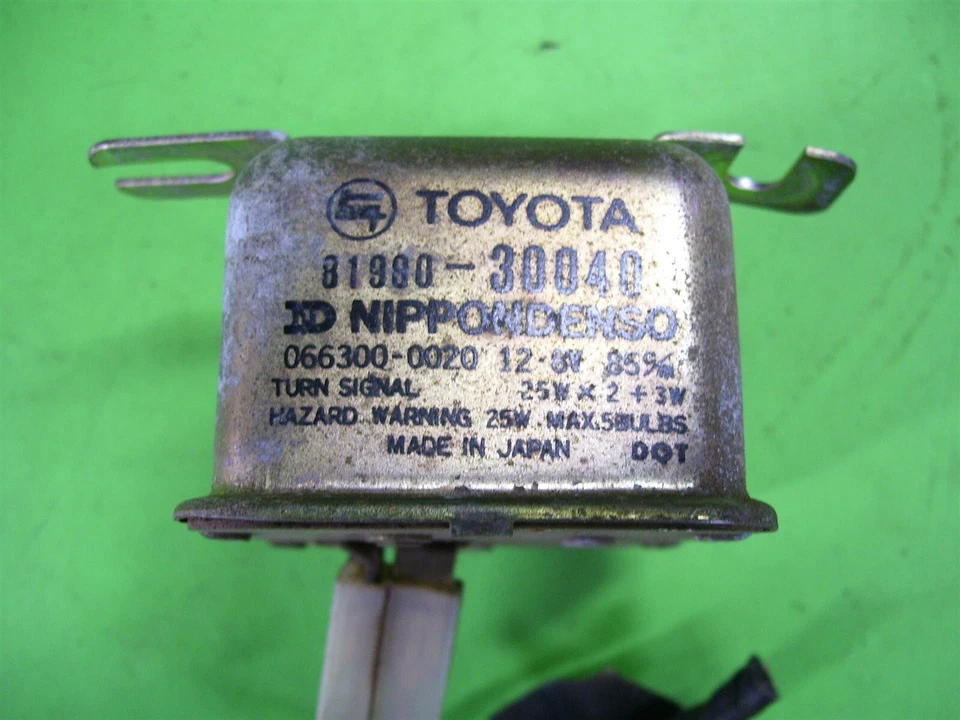 TOYOTA
81980-30040
ND NIPPONDENSO
066300-0020 12.8V 85c/m
TURN SIGNAL 25W × 2 + 3W
HAZARD WARNING 25W MAX.5BULBS
MADE IN JAPAN DOT